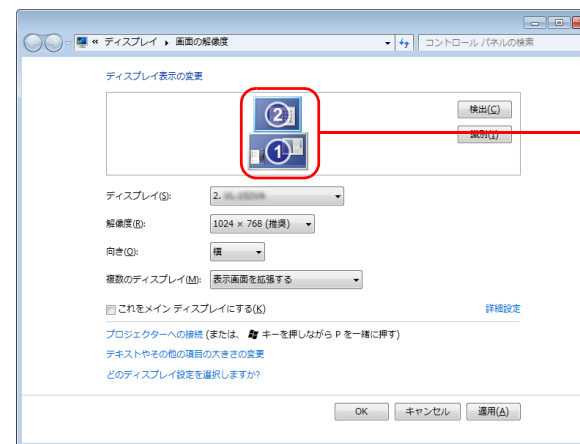 « ディスプレイ ▸ 画面の解像度
コントロール パネルの検索
ディスプレイ表示の変更
2
1
検出(C)
識別(I)
ディスプレイ(S):
2.
解像度(R):
1024 × 768 (推奨)
向き(O):
横
複数のディスプレイ(M):
表示画面を拡張する
これをメイン ディスプレイにする(K)
詳細設定
プロジェクターへの接続 (または、 キーを押しながら P を一緒に押す)
テキストやその他の項目の大きさの変更
どのディスプレイ設定を選択しますか?
OK
キャンセル
適用(A)